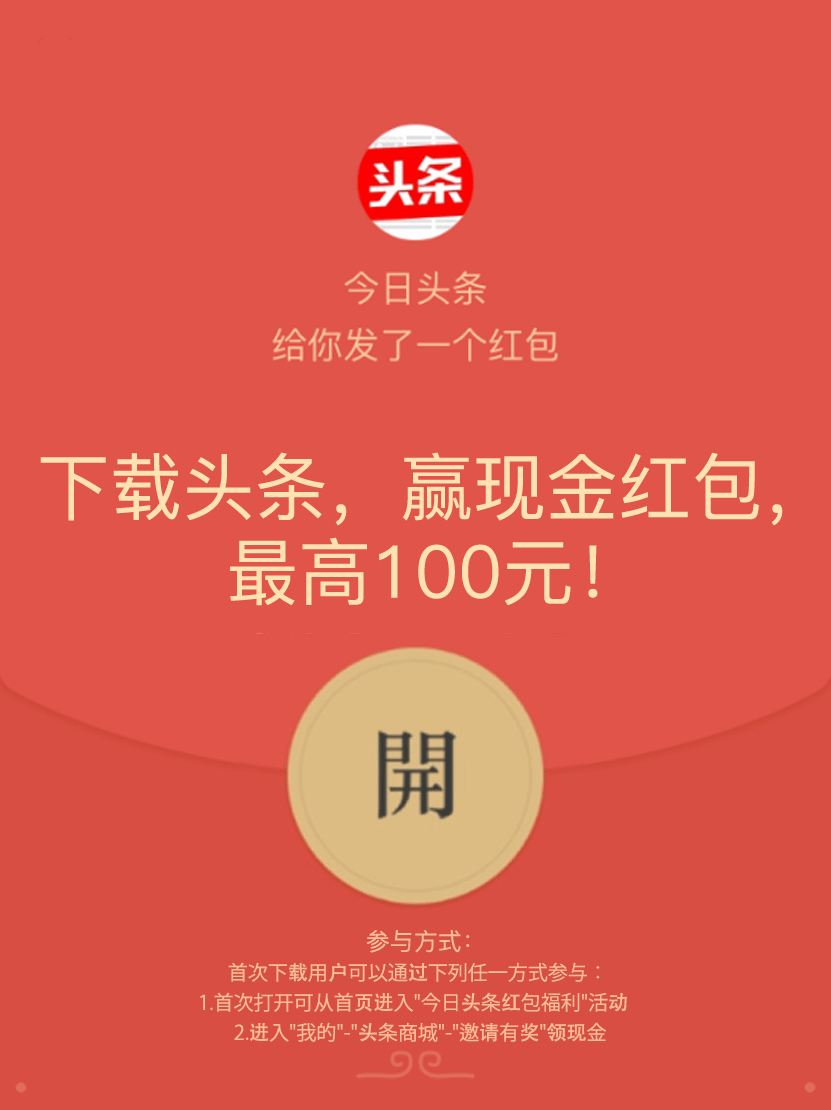 头条
今日头条
给你发了一个红包
下载头条，赢现金红包，
最高100元！
開
参与方式：
首次下载用户可以通过下列任一方式参与：
1.首次打开可从首页进入"今日头条红包福利"活动
2.进入"我的"-"头条商城"-"邀请有奖"领现金